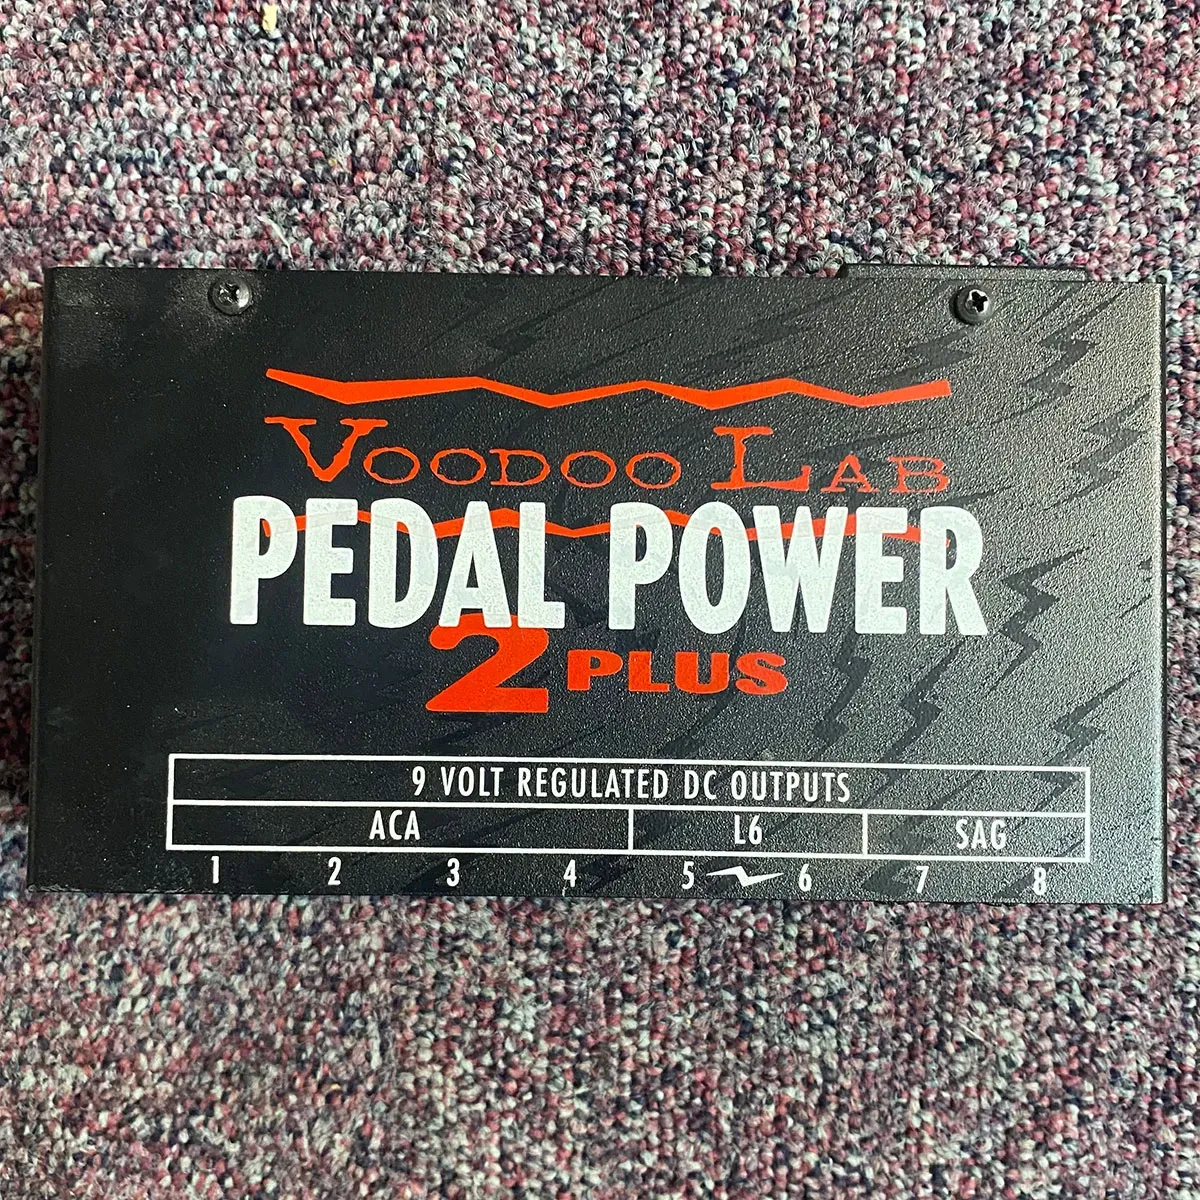 VOODOO LAB
PEDAL POWER
2 PLUS
9 VOLT REGULATED DC OUTPUTS
ACA L6 SAG
1 2 3 4 5 6 7 8